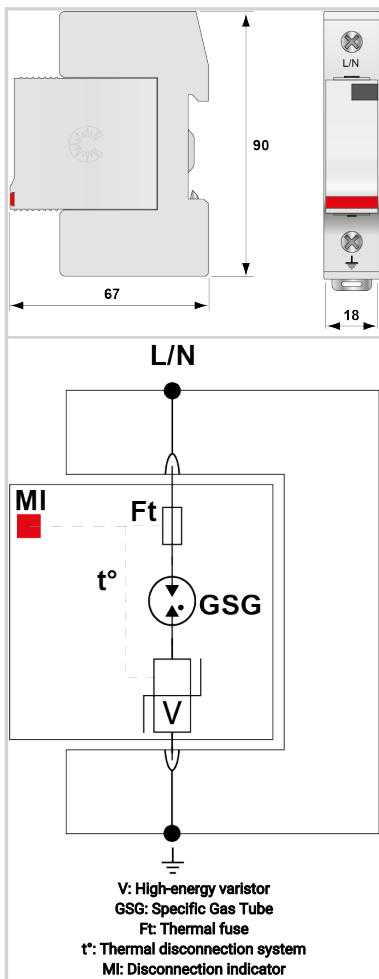 L/N
90
67
18
L/N
MI
Ft
t°
GSG
V
V: High-energy varistor
GSG: Specific Gas Tube
Ft: Thermal fuse
t°: Thermal disconnection system
MI: Disconnection indicator